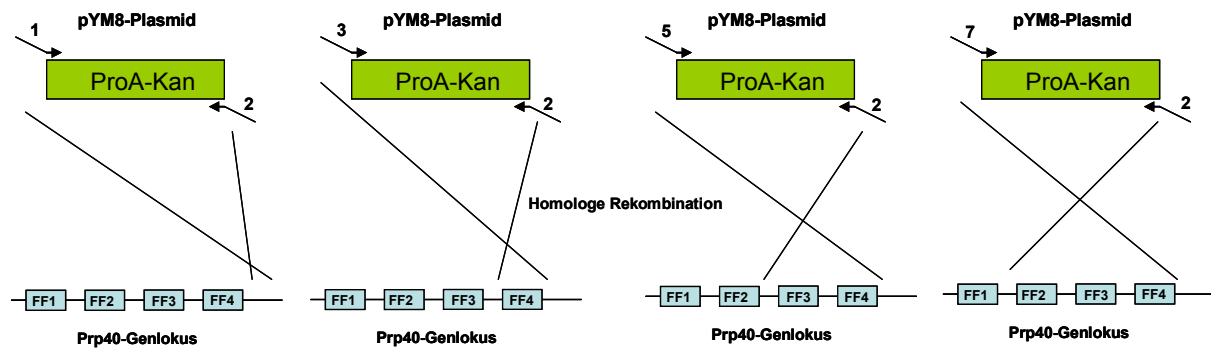 pYM8-Plasmid pYM8-Plasmid pYM8-Plasmid pYM8-Plasmid
1 3 5 7
ProA-Kan ProA-Kan ProA-Kan ProA-Kan
2 2 2 2
Homologe Rekombination
FF1 FF2 FF3 FF4 FF1 FF2 FF3 FF4 FF1 FF2 FF3 FF4 FF1 FF2 FF3 FF4
Prp40-Genlokus Prp40-Genlokus Prp40-Genlokus Prp40-Genlokus